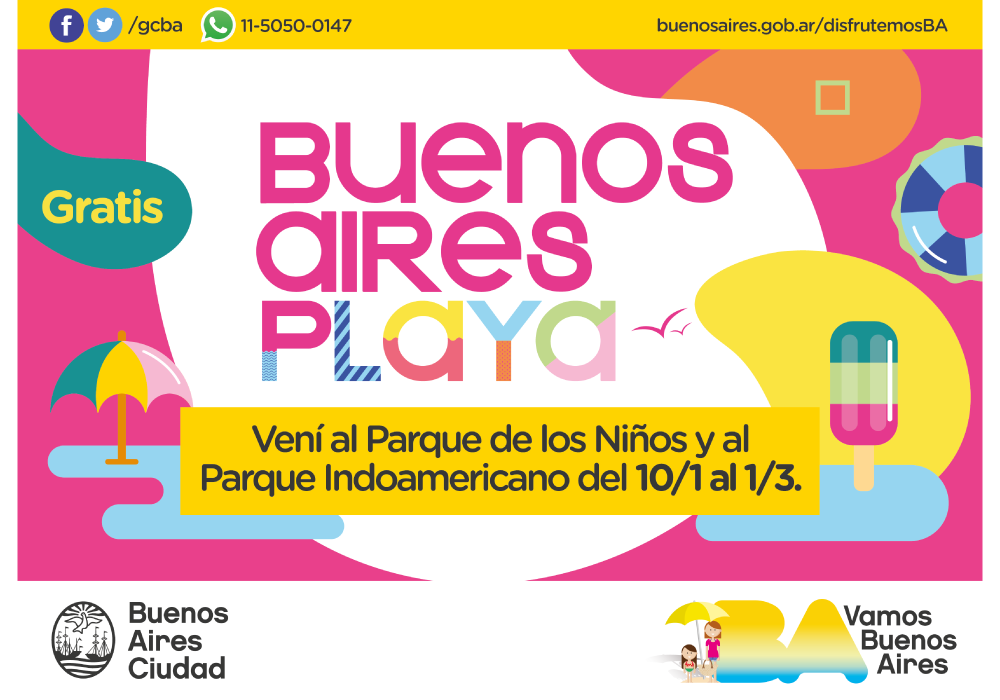 /gcba 11-5050-0147 buenosaires.gob.ar/disfrutemosBA
Gratis
Buenos
aires
Playa
Vení al Parque de los Niños y al
Parque Indoamericano del 10/1 al 1/3.
Buenos
Aires
Ciudad
BA
Vamos
Buenos
Aires